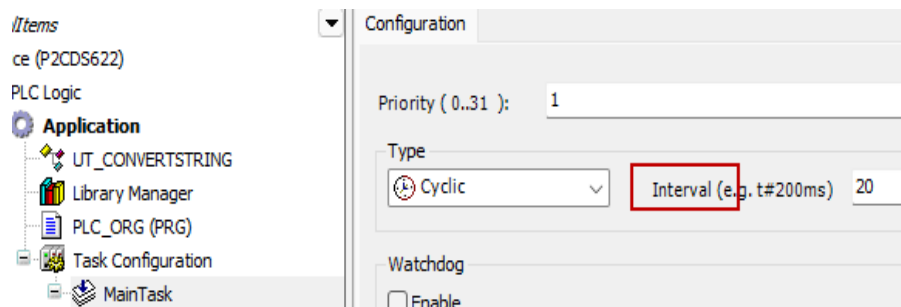 Items
ce (P2CDS622)
PLC Logic
Application
UT_CONVERTSTRING
Library Manager
PLC_ORG (PRG)
Task Configuration
MainTask
Configuration
Priority ( 0..31 ): 1
Type
Cyclic Interval (e.g. t#200ms) 20
Watchdog
Enable